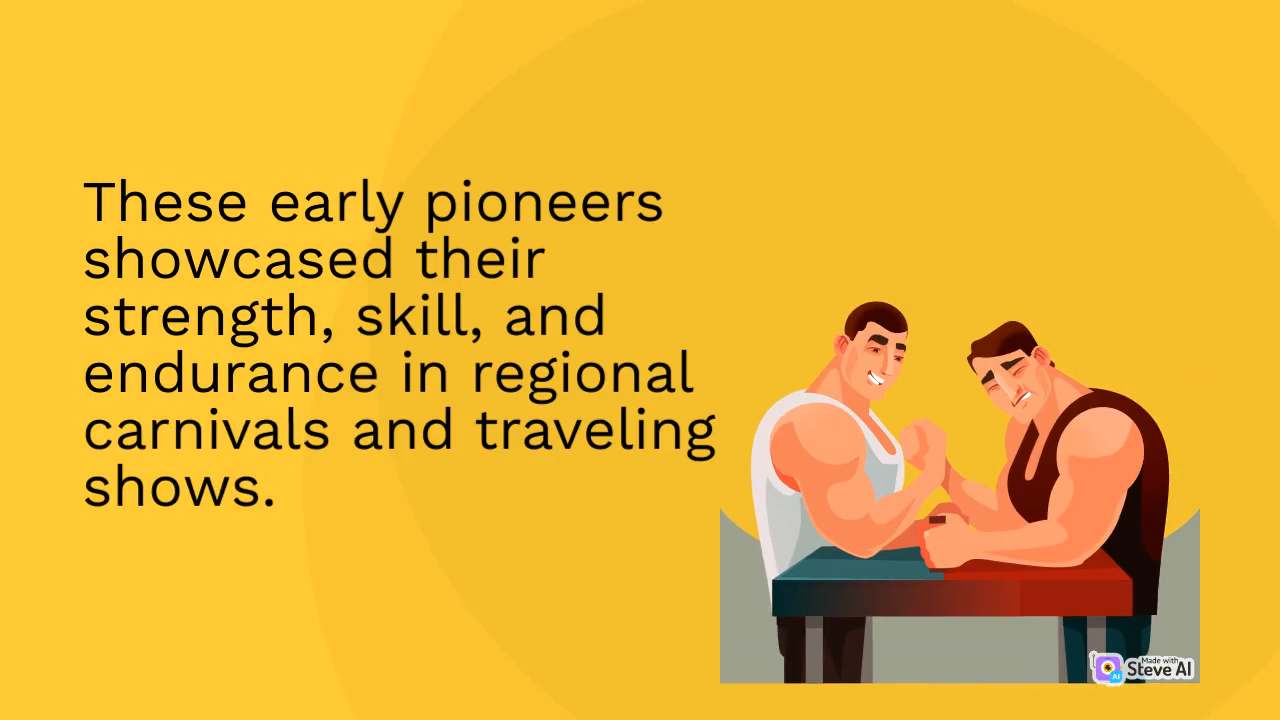 These early pioneers
showcased their
strength, skill, and
endurance in regional
carnivals and traveling
shows.
Made with
Steve AI
AI